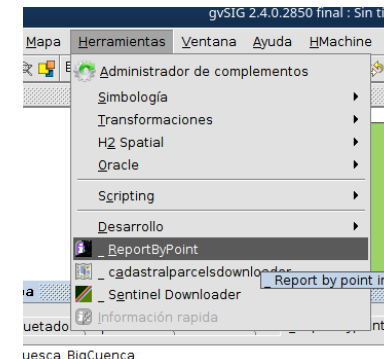 gvSIG 2.4.0.2850 final : Sin ti
Mapa Herramientas Ventana Ayuda HMachine
Administrador de complementos
Simbología
Transformaciones
H2 Spatial
Oracle
Scripting
Desarrollo
_ ReportByPoint
_ cadastralparcelsdownloader
_ Report by point in
_ Sentinel Downloader
Información rapida
uetado
uesca BigCuenca